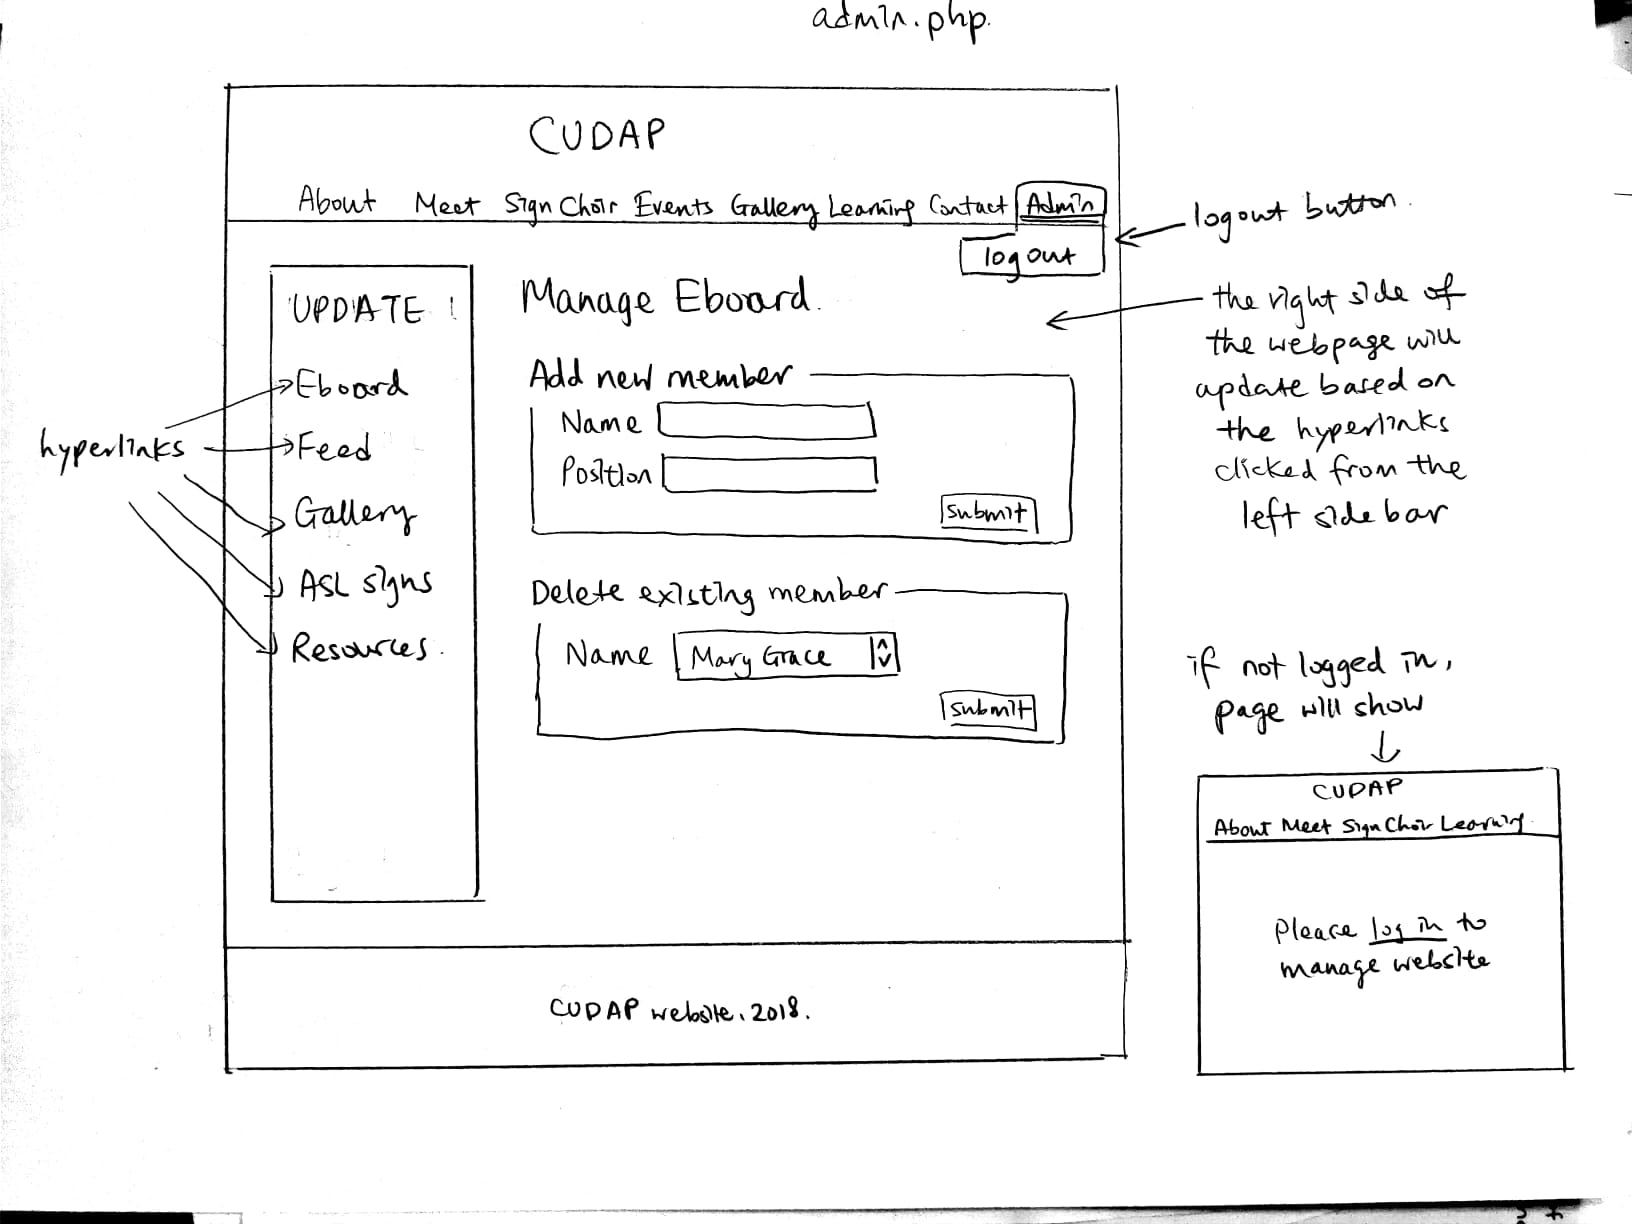 admin.php.
CUDAP
About Meet Sign Choir Events Gallery Learning Contact Admin
logout
logout button.
UPDATE
Eboard
Feed
Gallery
ASL signs
Resources.
hyperlinks
Manage Eboard.
Add new member
Name
Position
submit
Delete existing member
Name Mary Grace
submit
the right side of
the webpage will
update based on
the hyperlinks
clicked from the
left side bar
if not logged in,
page will show
CUDAP
About Meet Sign Choir Learning
Please log in to
manage website
CUDAP website, 2018.